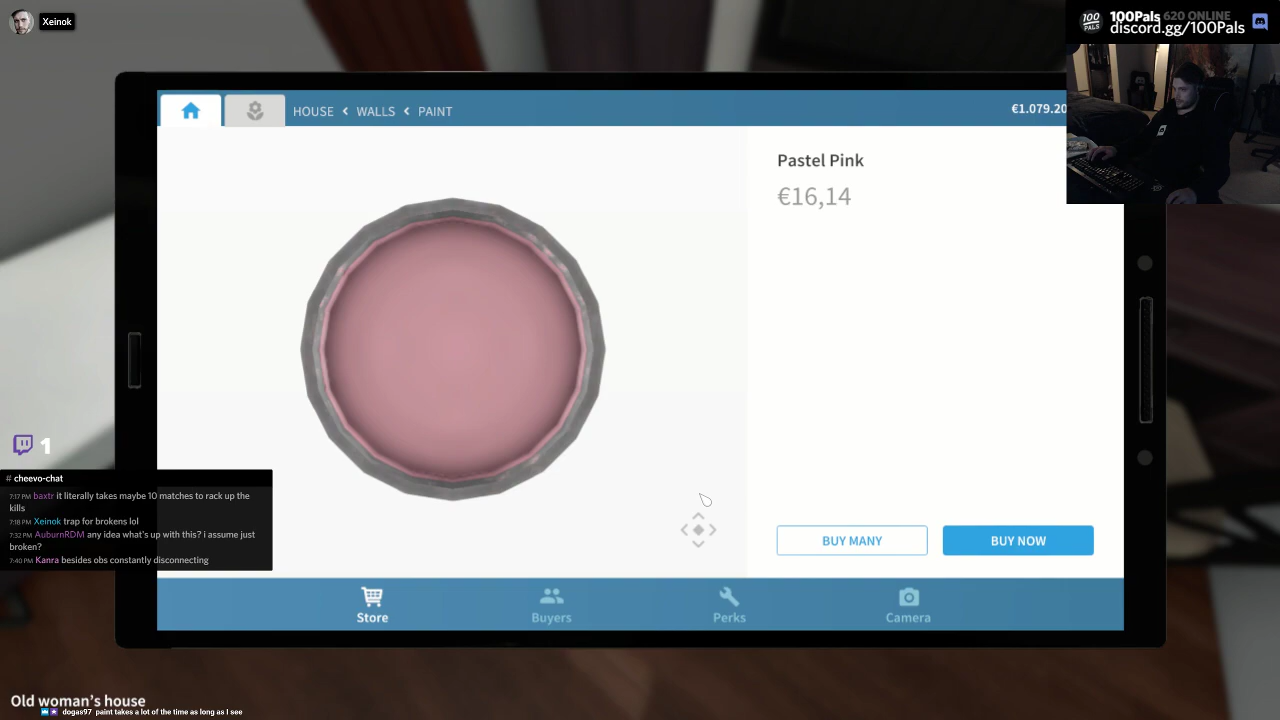 Xeinok
100 PALS
100Pals 620 ONLINE
discord.gg/100Pals
HOUSE < WALLS < PAINT
€1.079.20
Pastel Pink
€16,14
1
# cheevo-chat
7:17 PM baxtr it literally takes maybe 10 matches to rack up the
kills
7:18 PM Xeinok trap for brokens lol
7:32 PM AuburnRDM any idea what's up with this? i assume just
broken?
7:40 PM Kanra besides obs constantly disconnecting
BUY MANY
BUY NOW
Store
Buyers
Perks
Camera
Old woman's house
dogas97 paint takes a lot of the time as long as I see